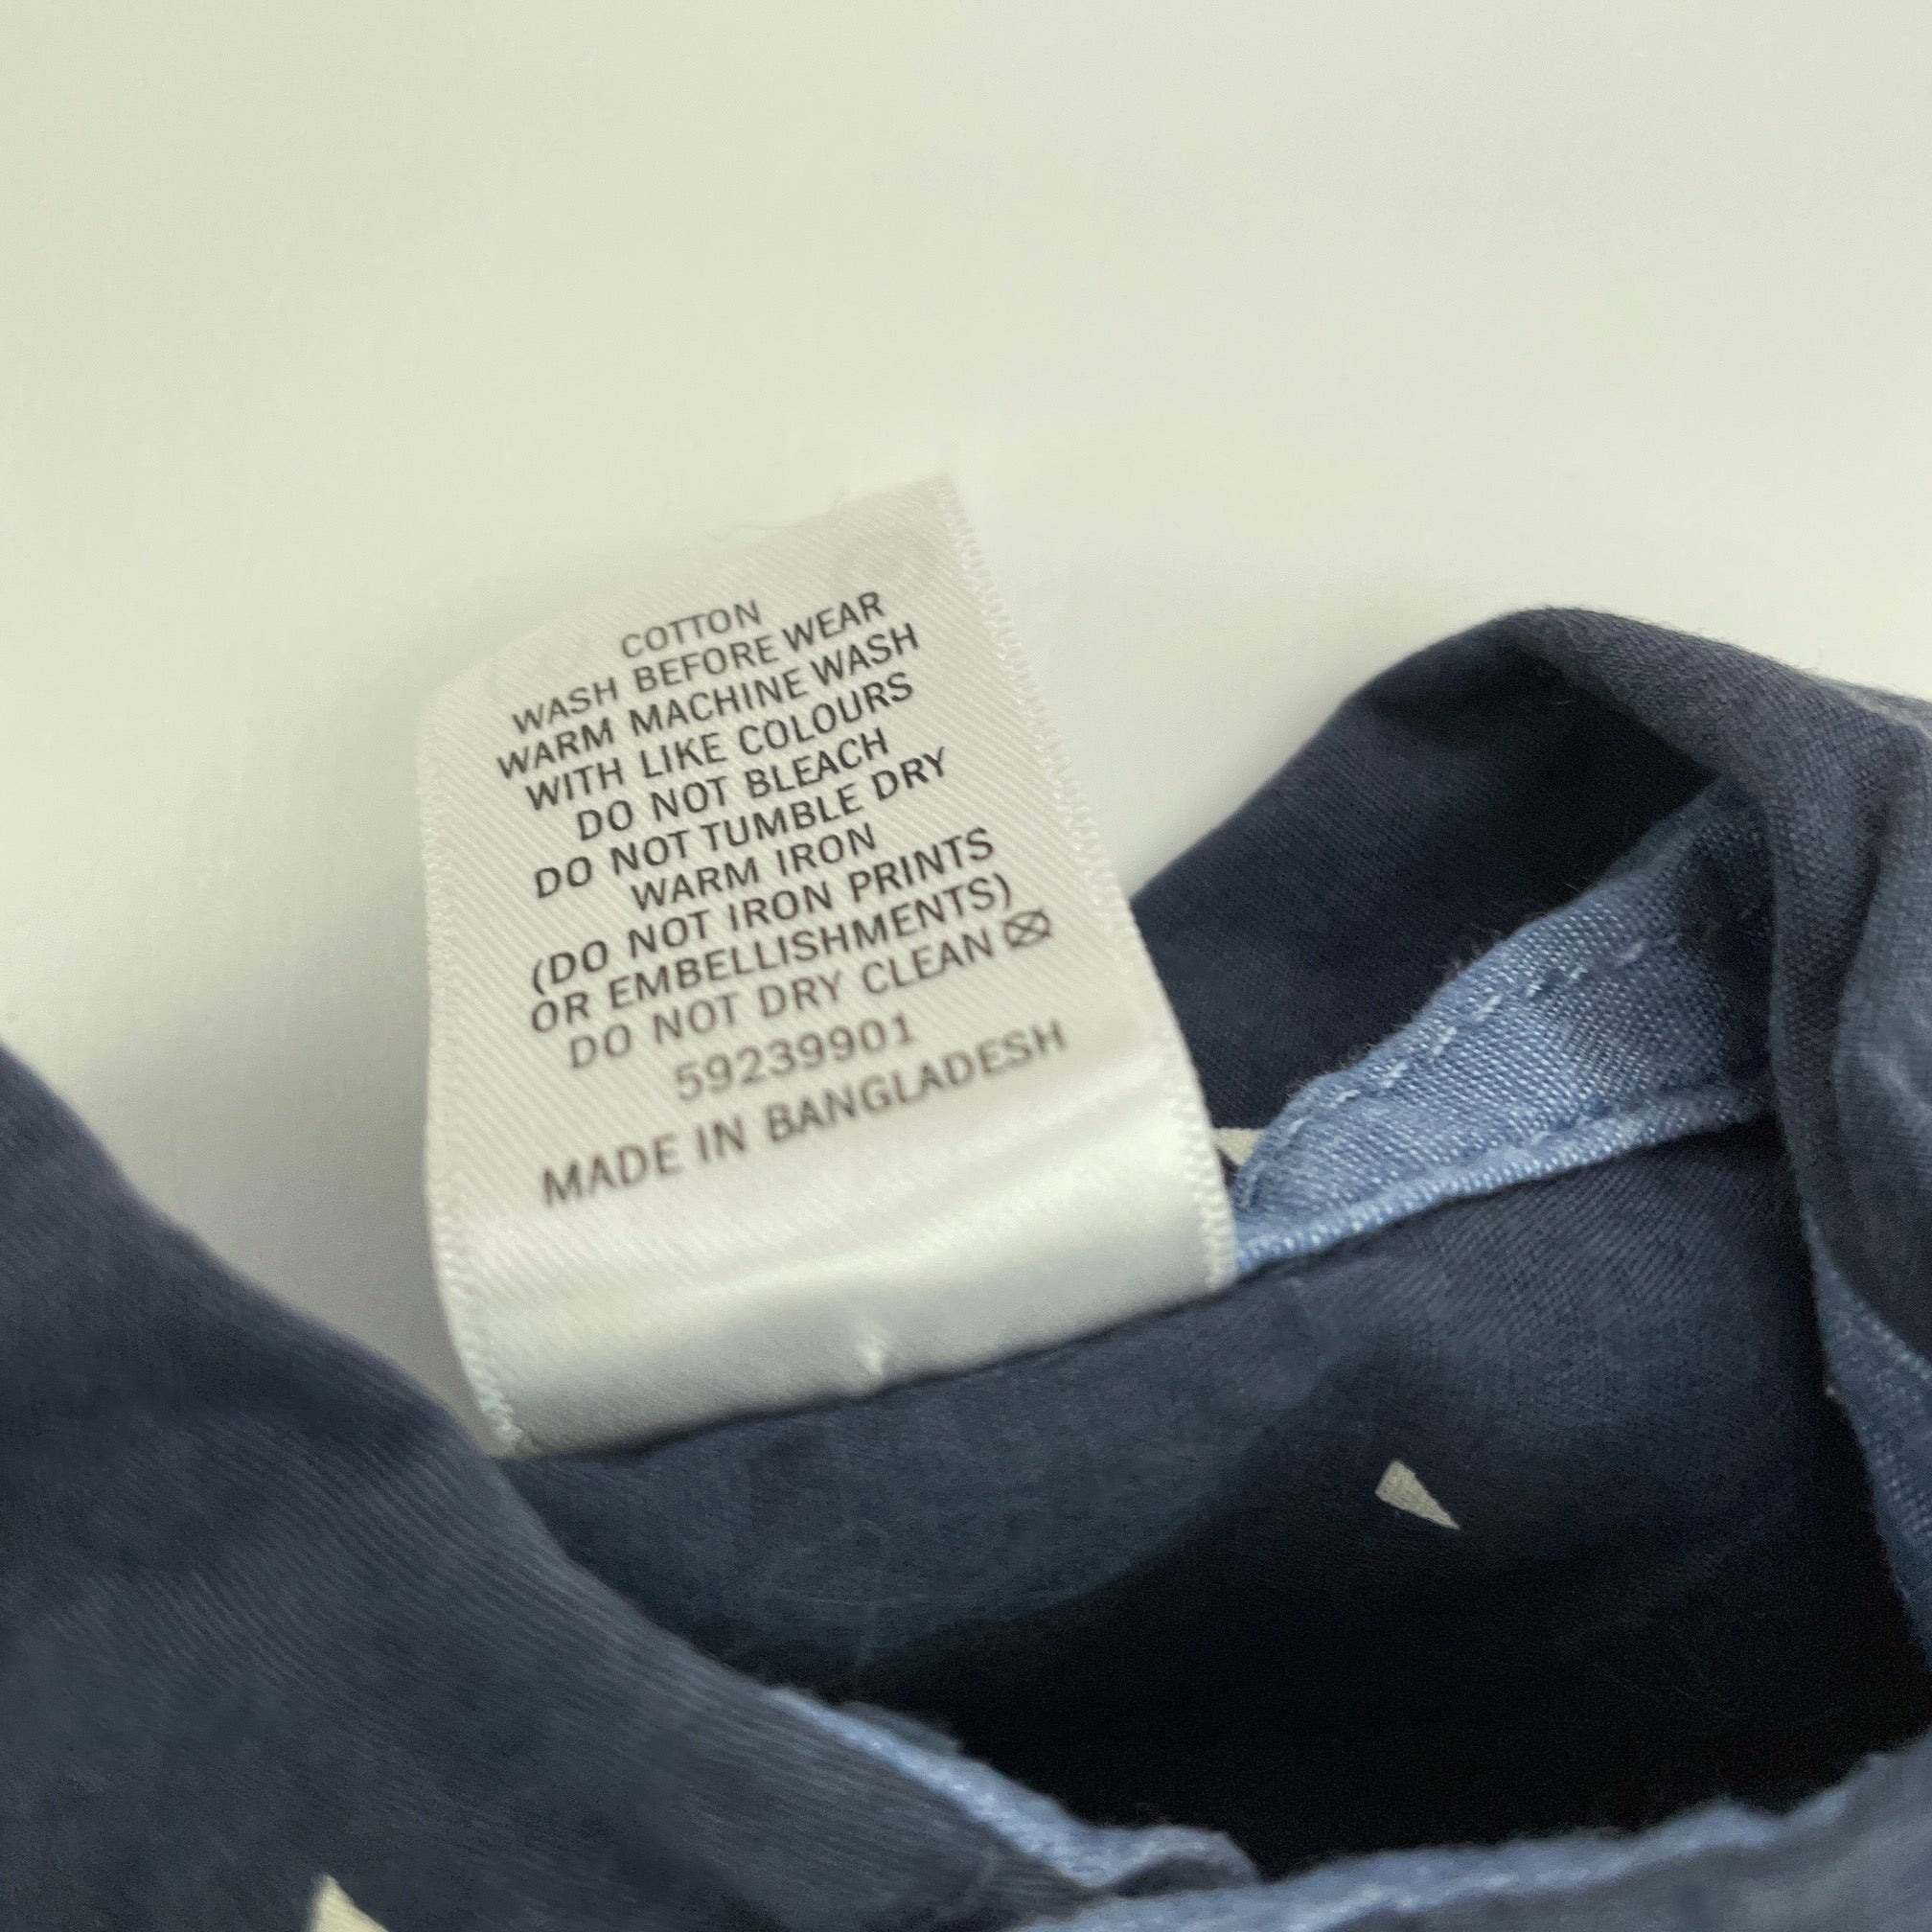 COTTON
WASH BEFORE WEAR
WARM MACHINE WASH
WITH LIKE COLOURS
DO NOT BLEACH
DO NOT TUMBLE DRY
WARM IRON
(DO NOT IRON PRINTS
OR EMBELLISHMENTS)
DO NOT DRY CLEAN
59239901
MADE IN BANGLADESH